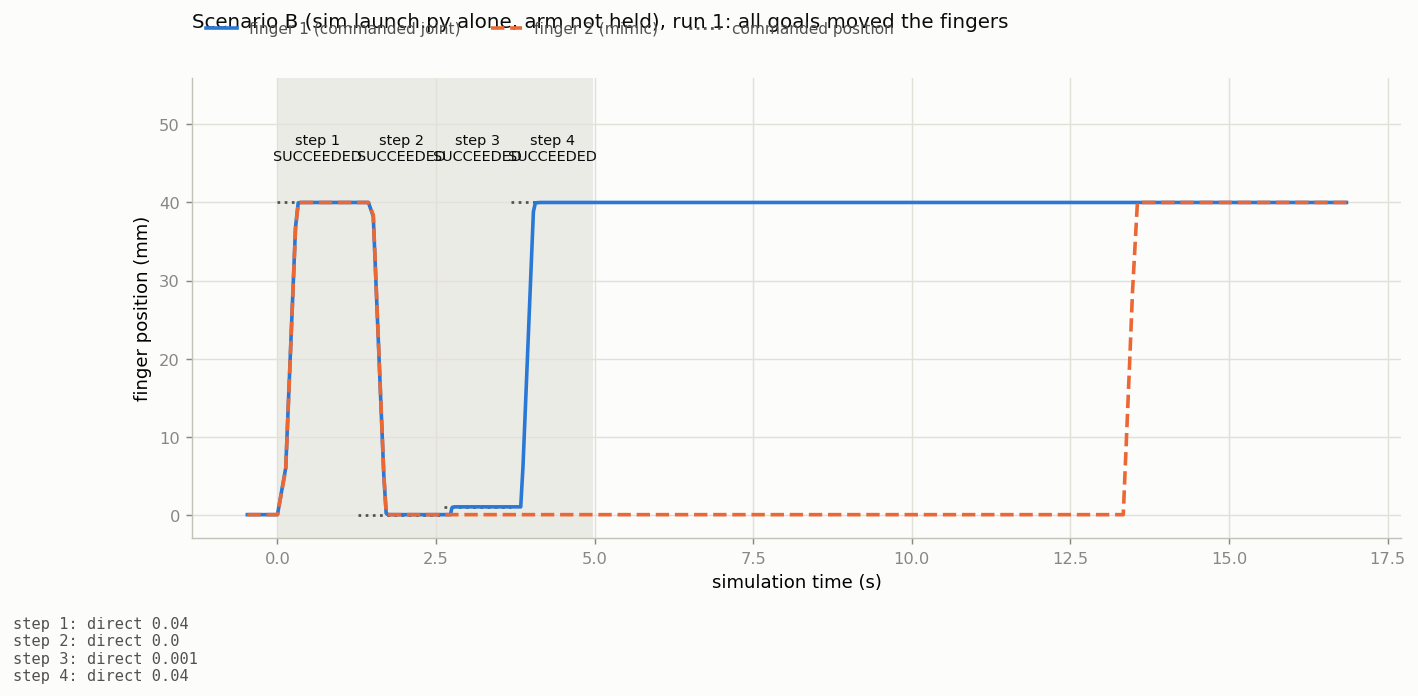 Scenario B (sim.launch.py alone, arm not held), run 1: all goals moved the fingers
finger 1 (commanded joint) finger 2 (mimic) commanded position
step 1 step 2 step 3 step 4
SUCCEEDED SUCCEEDED SUCCEEDED SUCCEEDED
50
40
30
20
10
0
finger position (mm)
0.0 2.5 5.0 7.5 10.0 12.5 15.0 17.5
simulation time (s)
step 1: direct 0.04
step 2: direct 0.0
step 3: direct 0.001
step 4: direct 0.04